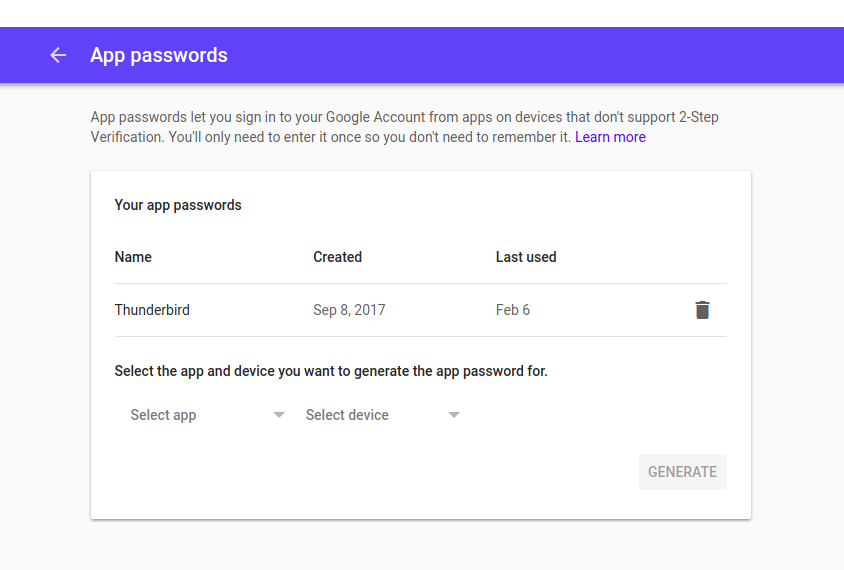 App passwords
App passwords let you sign in to your Google Account from apps on devices that don't support 2-Step
Verification. You'll only need to enter it once so you don't need to remember it. Learn more
Your app passwords
Name Created Last used
Thunderbird Sep 8, 2017 Feb 6
Select the app and device you want to generate the app password for.
Select app Select device
GENERATE